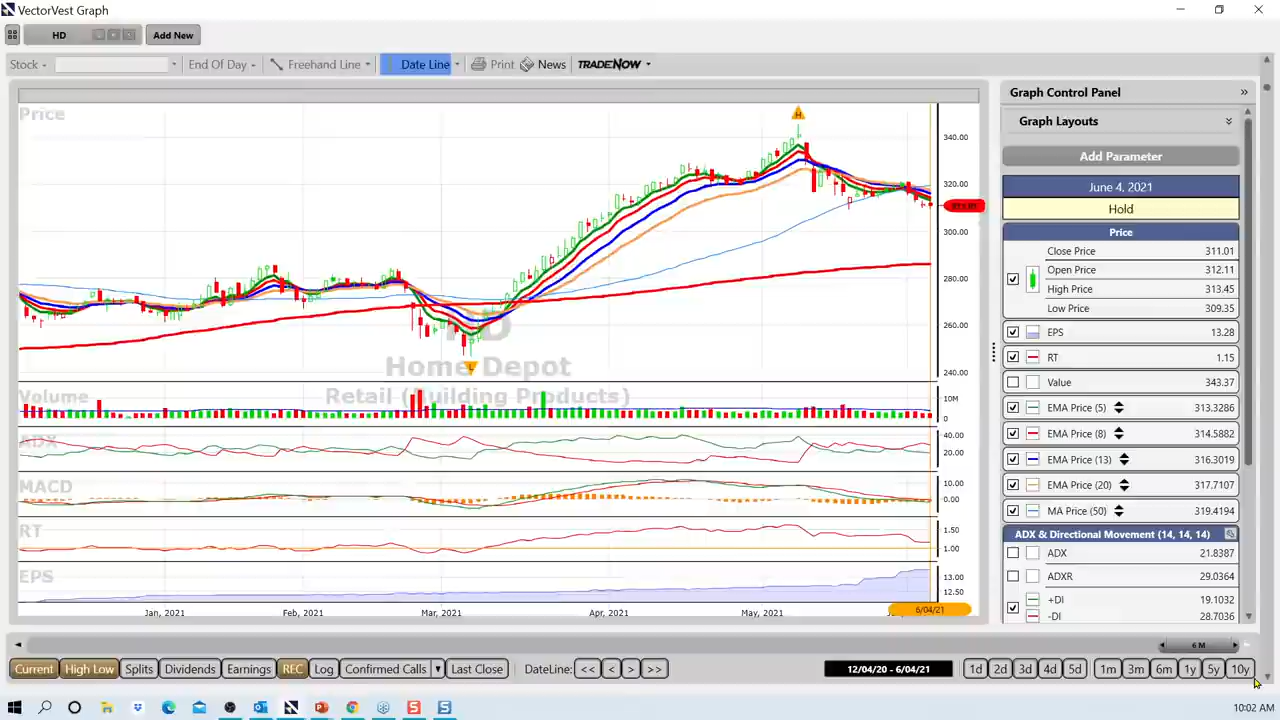 VectorVest Graph
HD
Add New
Stock
End Of Day
Freehand Line
Date Line
Print
News
TRADENOW
Price
H
340.00
320.00
300.00
280.00
260.00
240.00
L
Home Depot
Retail (Building Products)
Volume
10M
0
ADX
40.00
20.00
MACD
10.00
0.00
RT
1.50
1.00
EPS
13.00
12.50
Jan, 2021
Feb, 2021
Mar, 2021
Apr, 2021
May, 2021
6/04/21
Graph Control Panel
Graph Layouts
Add Parameter
June 4, 2021
Hold
Price
Close Price 311.01
Open Price 312.11
High Price 313.45
Low Price 309.35
EPS 13.28
RT 1.15
Value 343.37
EMA Price (5) 313.3286
EMA Price (8) 314.5882
EMA Price (13) 316.3019
EMA Price (20) 317.7107
MA Price (50) 319.4194
ADX & Directional Movement (14, 14, 14)
ADX 21.8387
ADXR 29.0364
+DI 19.1032
-DI 28.7036
6 M
Current
High Low
Splits
Dividends
Earnings
REC
Log
Confirmed Calls
Last Close
DateLine:
<<
<
>
>>
12/04/20 - 6/04/21
1d
2d
3d
4d
5d
1m
3m
6m
1y
5y
10y
10:02 AM